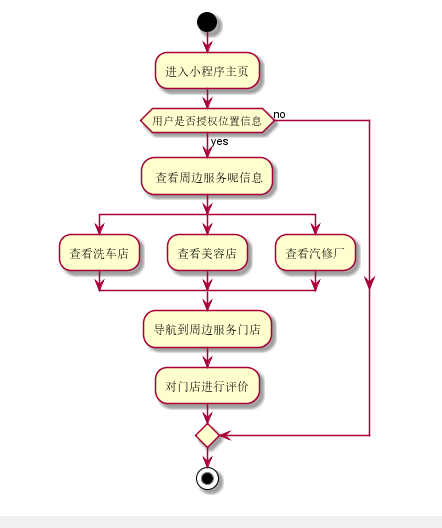 进入小程序主页
用户是否授权位置信息
no
yes
查看周边服务呢信息
查看洗车店
查看美容店
查看汽修厂
导航到周边服务门店
对门店进行评价